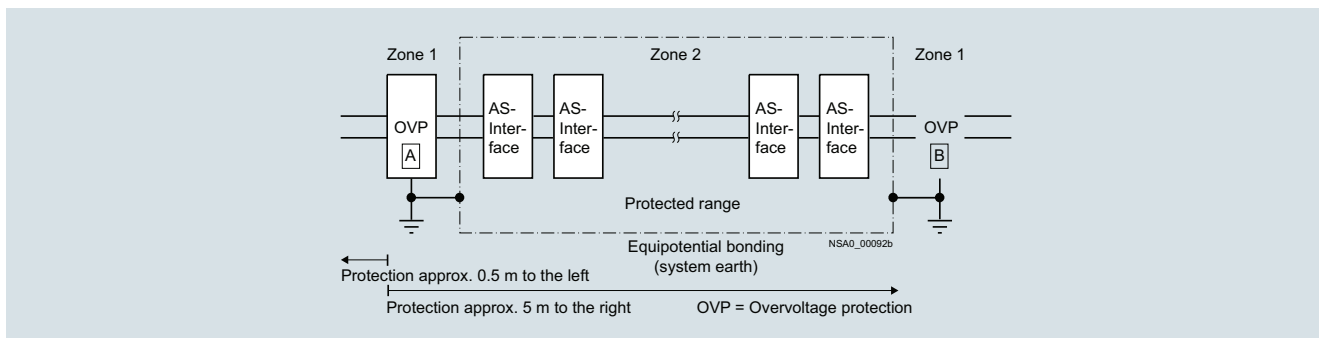 Zone 1
Zone 2
Zone 1
OVP
A
AS-
Inter-
face
AS-
Inter-
face
AS-
Inter-
face
AS-
Inter-
face
OVP
B
Protected range
Equipotential bonding
(system earth)
NSA0_00092b
Protection approx. 0.5 m to the left
Protection approx. 5 m to the right
OVP = Overvoltage protection